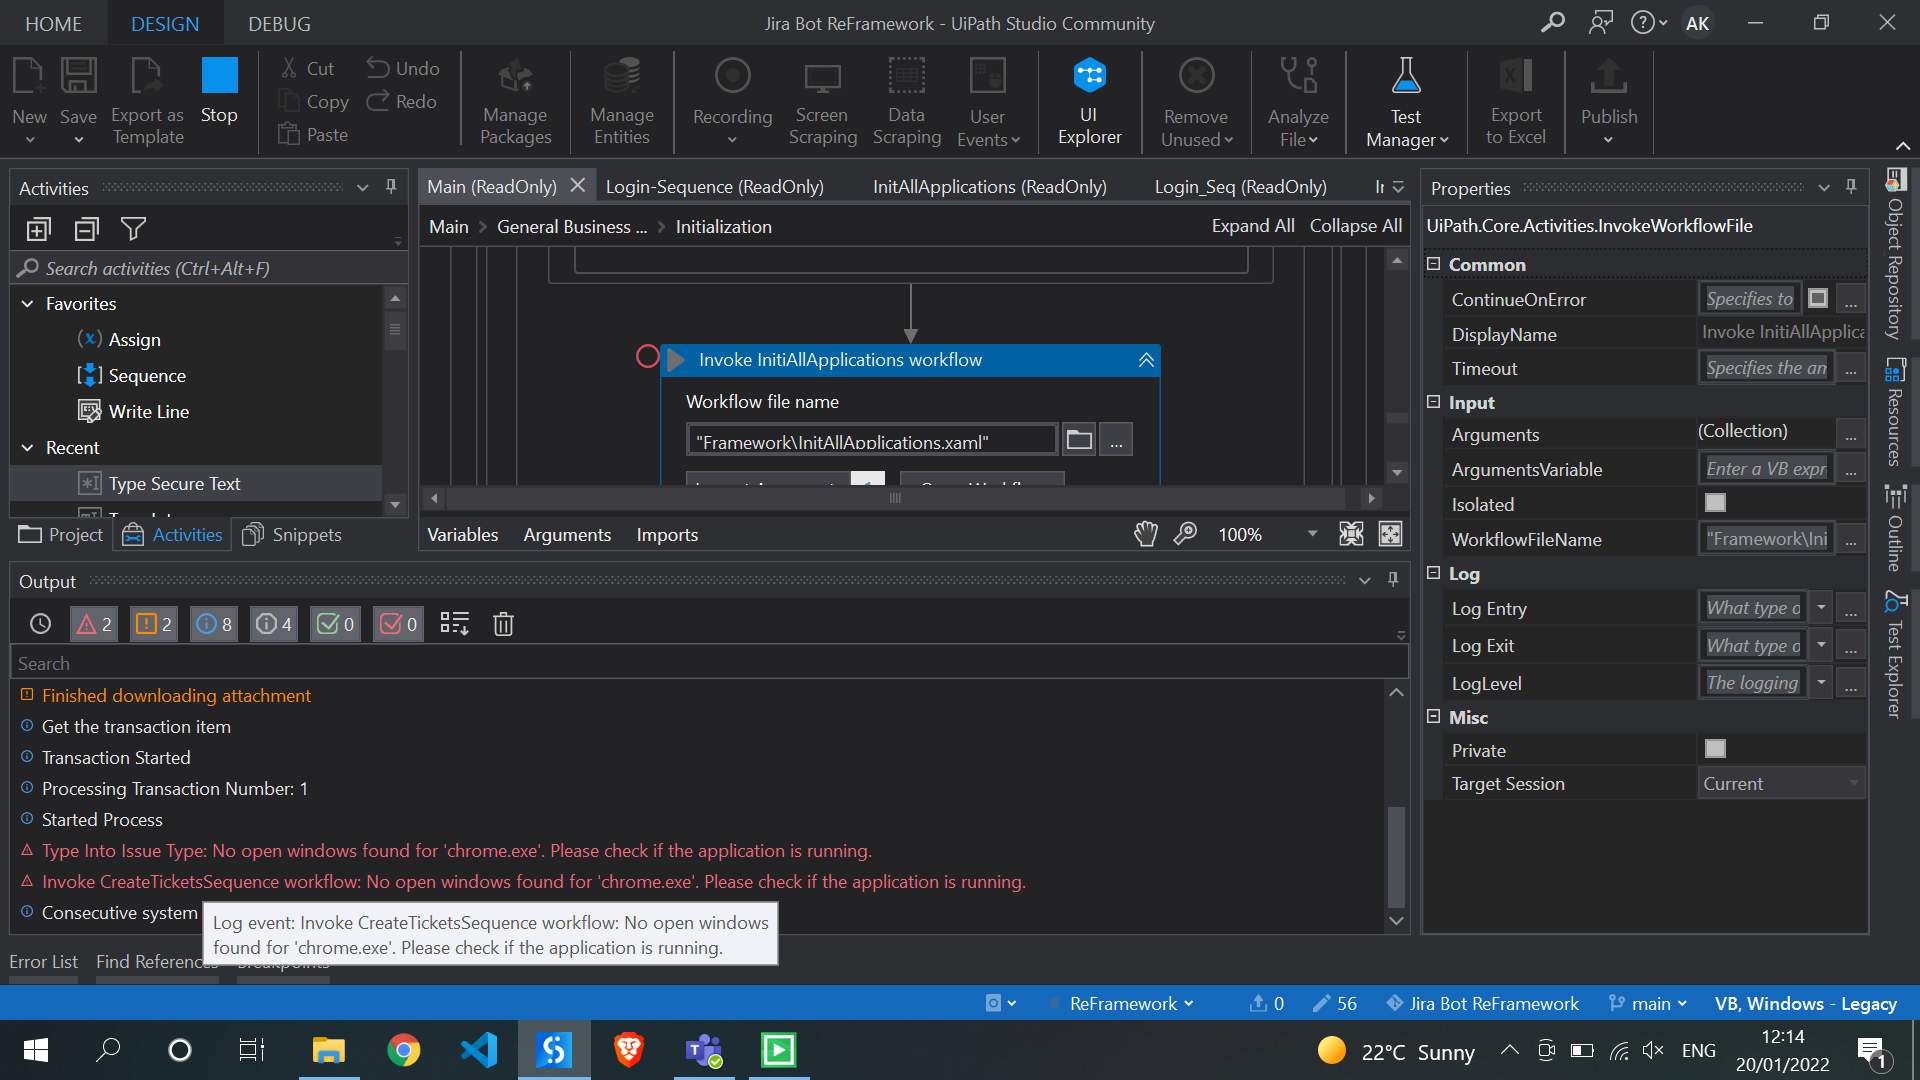 HOME DESIGN DEBUG Jira Bot ReFramework - UiPath Studio Community AK
New Save Export as Template Stop Cut Copy Paste Undo Redo Manage Packages Manage Entities Recording Screen Scraping Data Scraping User Events UI Explorer Remove Unused Analyze File Test Manager Export to Excel Publish
Activities
Search activities (Ctrl+Alt+F)
Favorites
Assign
Sequence
Write Line
Recent
Type Secure Text
Project Activities Snippets
Main (ReadOnly) Login-Sequence (ReadOnly) InitAllApplications (ReadOnly) Login_Seq (ReadOnly)
Main > General Business ... > Initialization Expand All Collapse All
Invoke InitiAllApplications workflow
Workflow file name
"Framework\InitAllApplications.xaml"
...
Variables Arguments Imports 100%
Properties
UiPath.Core.Activities.InvokeWorkflowFile
Common
ContinueOnError Specifies to ...
DisplayName Invoke InitiAllApplica
Timeout Specifies the am ...
Input
Arguments (Collection) ...
ArgumentsVariable Enter a VB expr ...
Isolated
WorkflowFileName "Framework\Ini ...
Log
Log Entry What type o ...
Log Exit What type o ...
LogLevel The logging ...
Misc
Private
Target Session Current
Object Repository
Resources
Outline
Test Explorer
Output
2 2 8 4 0 0
Search
Finished downloading attachment
Get the transaction item
Transaction Started
Processing Transaction Number: 1
Started Process
Type Into Issue Type: No open windows found for 'chrome.exe'. Please check if the application is running.
Invoke CreateTicketsSequence workflow: No open windows found for 'chrome.exe'. Please check if the application is running.
Consecutive system
Log event: Invoke CreateTicketsSequence workflow: No open windows
found for 'chrome.exe'. Please check if the application is running.
Error List Find References Breakpoints
ReFramework 0 56 Jira Bot ReFramework main VB, Windows - Legacy
22°C Sunny ENG 12:14
20/01/2022 1